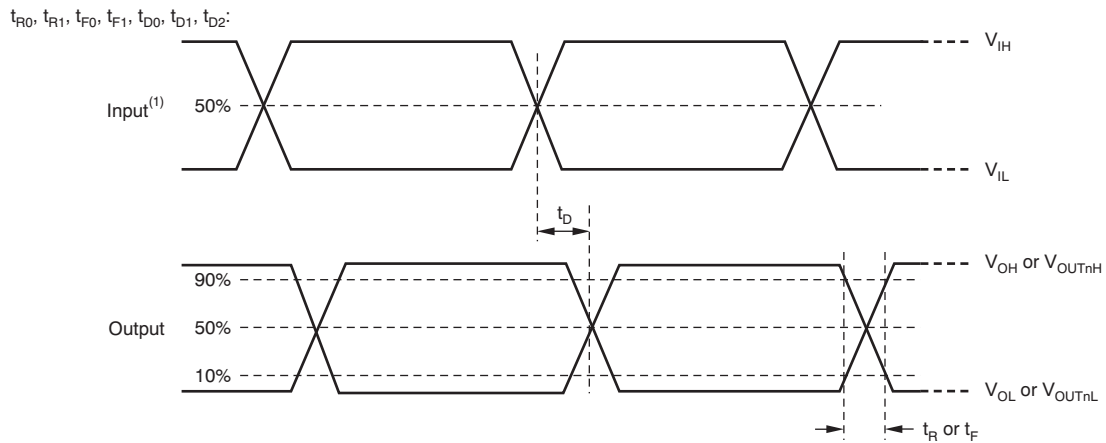 tR0, tR1, tF0, tF1, tD0, tD1, tD2:
VIH
Input(1) 50%
VIL
tD
VOH or VOUTnH
90%
Output 50%
10%
VOL or VOUTnL
tR or tF